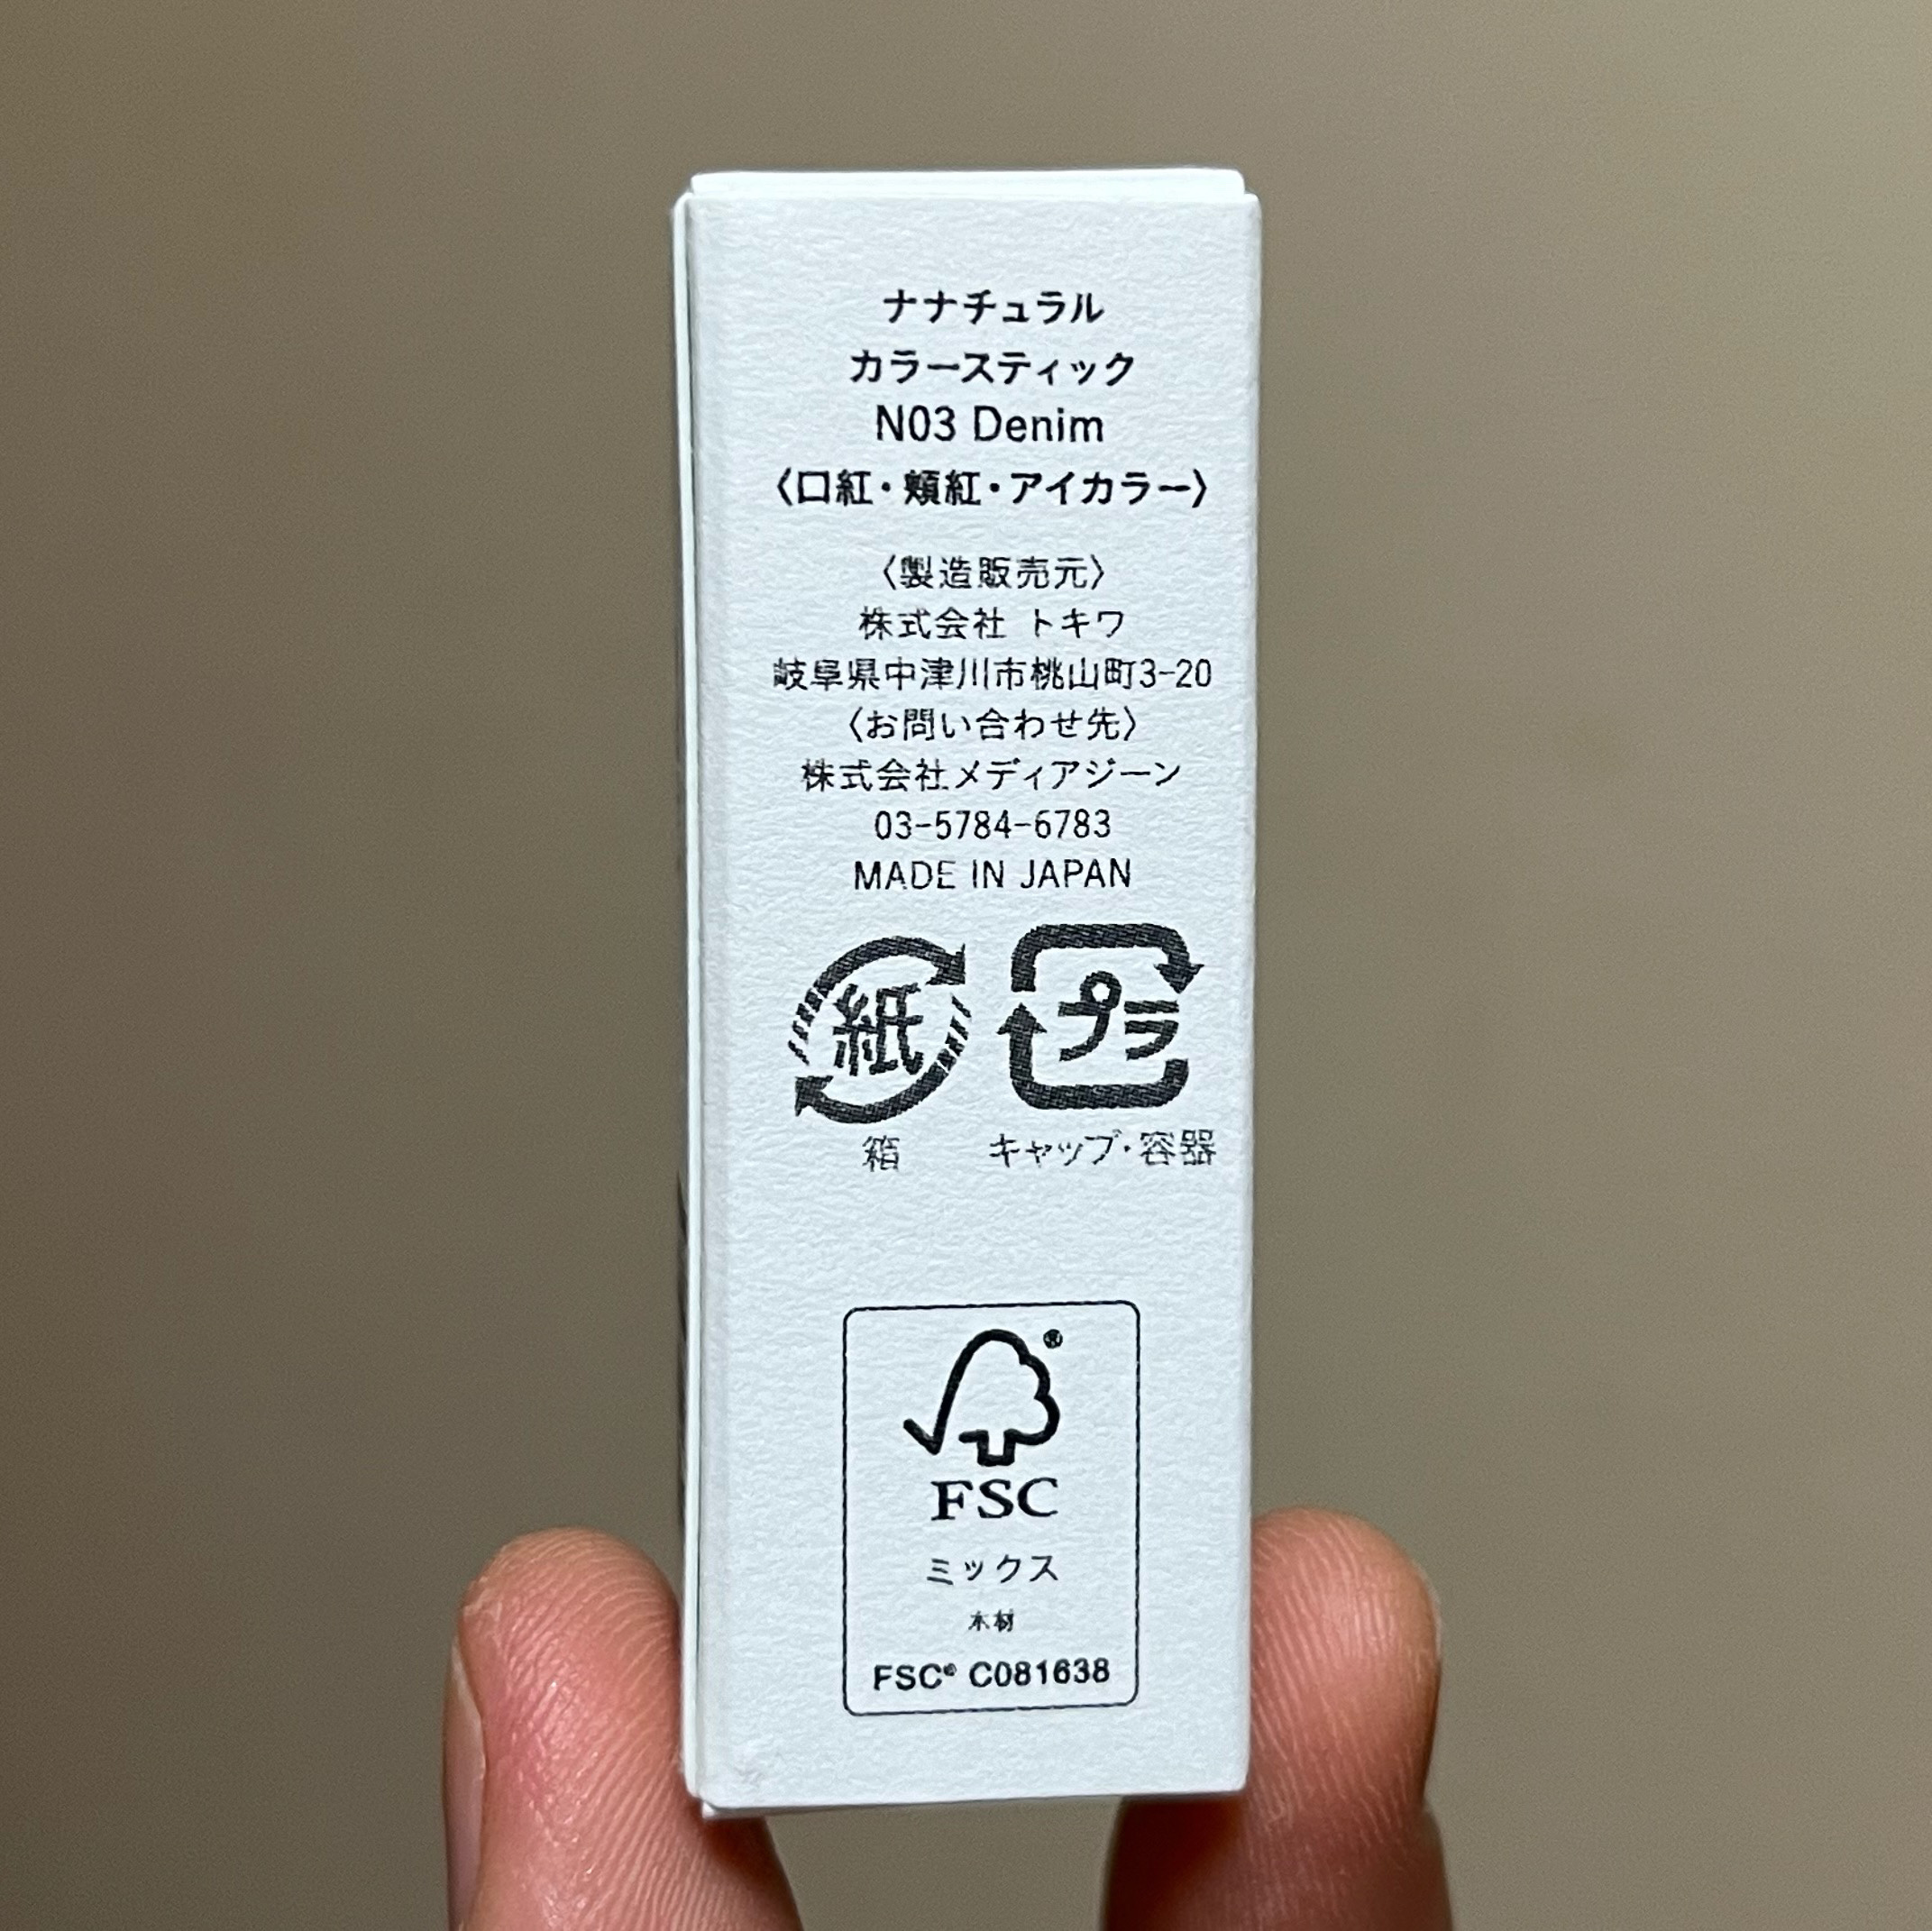 ナナチュラル
カラースティック
N03 Denim
〈口紅・頬紅・アイカラー〉
〈製造販売元〉
株式会社 トキワ
岐阜県中津川市桃山町3-20
〈お問い合わせ先〉
株式会社メディアジーン
03-5784-6783
MADE IN JAPAN
紙 プラ
箱 キャップ・容器
®
FSC
ミックス
木材
FSC® C081638